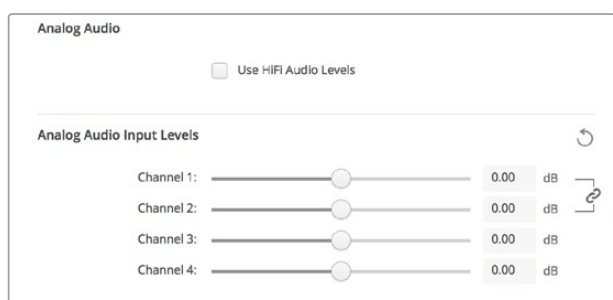 Analog Audio
Use HiFi Audio Levels
Analog Audio Input Levels
Channel 1: 0.00 dB
Channel 2: 0.00 dB
Channel 3: 0.00 dB
Channel 4: 0.00 dB